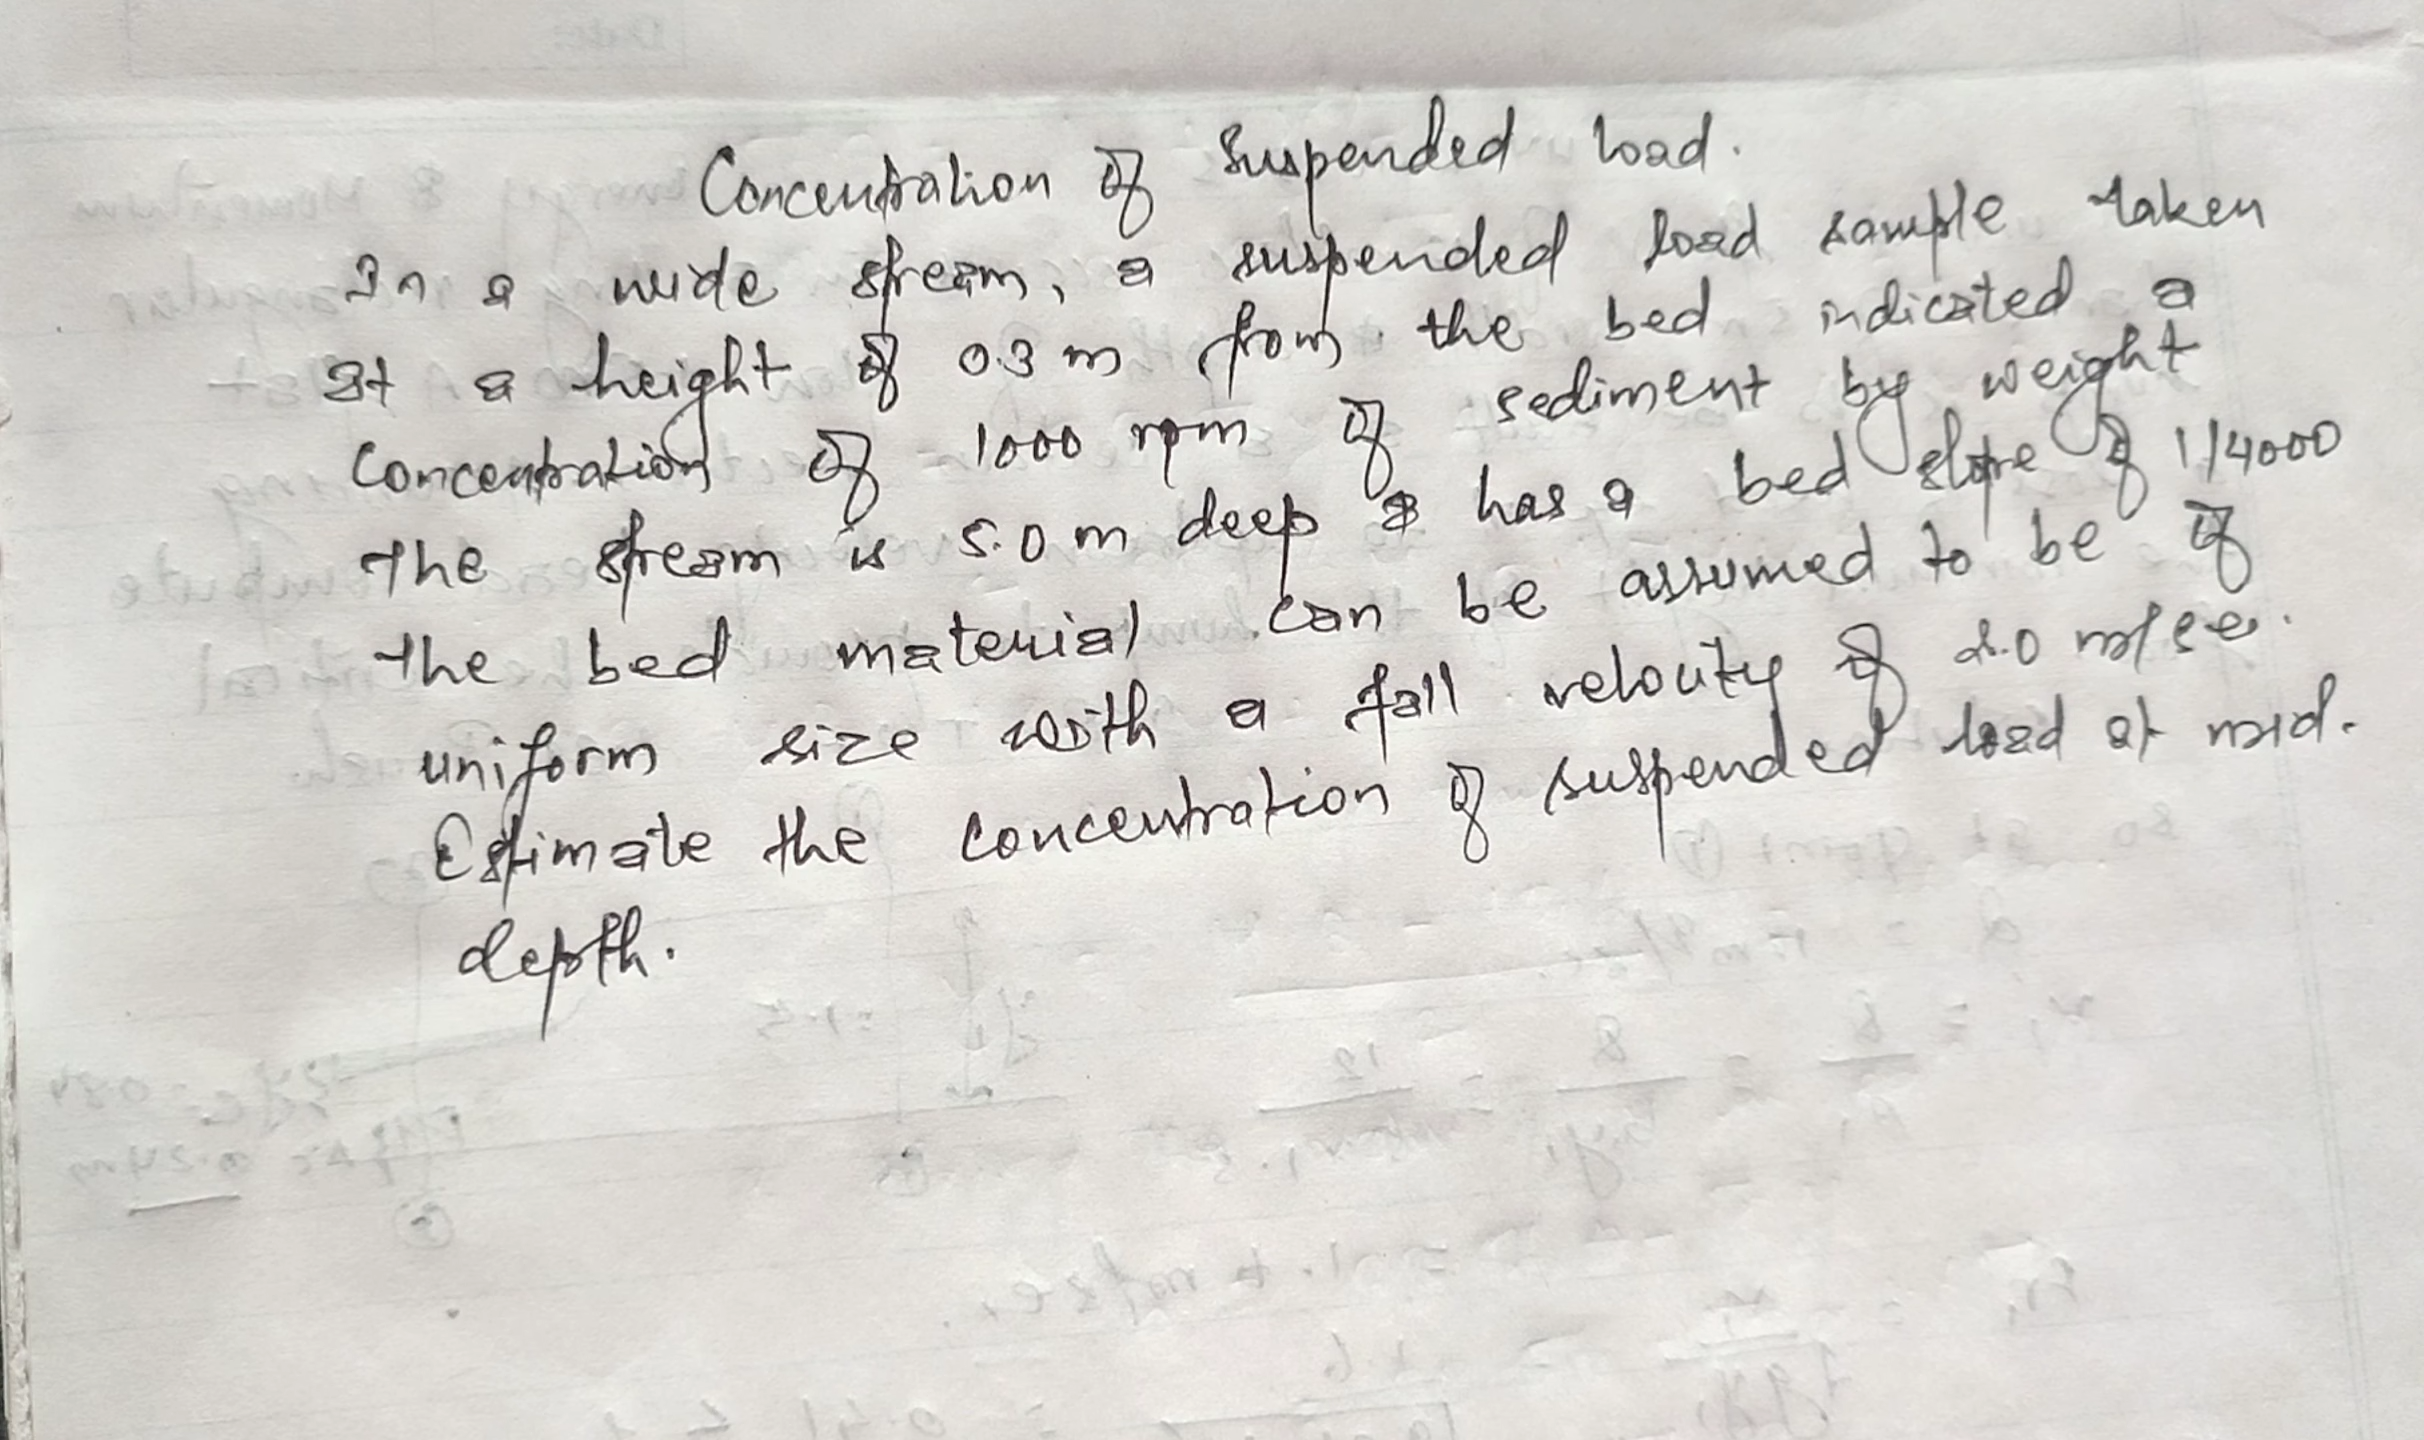 Concentration of suspended load.
In a wide stream, a suspended load sample taken
at a height of 0.3 m from the bed indicated a
concentration of 1000 rpm of sediment by weight
The stream is 5.0 m deep & has a bed slope of 1/4000
the bed material can be assumed to be of
uniform size with a fall velocity of 2.0 m/sec.
Estimate the concentration of suspended load at mid.
depth.